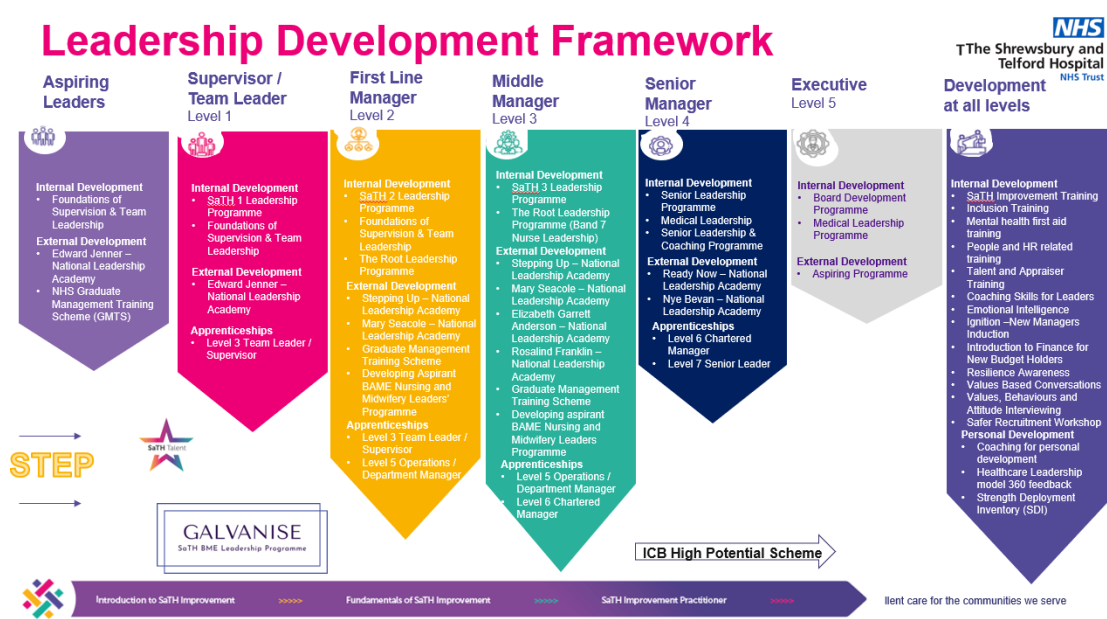 Leadership Development Framework
NHS
TThe Shrewsbury and
Telford Hospital
NHS Trust
Aspiring
Leaders
Internal Development
• Foundations of
Supervision & Team
Leadership
External Development
• Edward Jenner –
National Leadership
Academy
• NHS Graduate
Management Training
Scheme (GMTS)
Supervisor /
Team Leader
Level 1
Internal Development
• SaTH 1 Leadership
Programme
• Foundations of
Supervision & Team
Leadership
External Development
• Edward Jenner –
National Leadership
Academy
Apprenticeships
• Level 3 Team Leader /
Supervisor
First Line
Manager
Level 2
Internal Development
• SaTH 2 Leadership
Programme
• Foundations of
Supervision & Team
Leadership
• The Root Leadership
Programme
External Development
• Stepping Up – National
Leadership Academy
• Mary Seacole – National
Leadership Academy
• Graduate Management
Training Scheme
• Developing Aspirant
BAME Nursing and
Midwifery Leaders'
Programme
Apprenticeships
• Level 3 Team Leader /
Supervisor
• Level 5 Operations /
Department Manager
Middle
Manager
Level 3
Internal Development
• SaTH 3 Leadership
Programme
• The Root Leadership
Programme (Band 7
Nurse Leadership)
External Development
• Stepping Up – National
Leadership Academy
• Mary Seacole – National
Leadership Academy
• Elizabeth Garrett
Anderson – National
Leadership Academy
• Rosalind Franklin –
National Leadership
Academy
• Graduate Management
Training Scheme
• Developing aspirant
BAME Nursing and
Midwifery Leaders
Programme
Apprenticeships
• Level 5 Operations /
Department Manager
• Level 6 Chartered
Manager
Senior
Manager
Level 4
Internal Development
• Senior Leadership
Programme
• Medical Leadership
• Senior Leadership &
Coaching Programme
External Development
• Ready Now – National
Leadership Academy
• Nye Bevan – National
Leadership Academy
Apprenticeships
• Level 6 Chartered
Manager
• Level 7 Senior Leader
Executive
Level 5
Internal Development
• Board Development
Programme
• Medical Leadership
Programme
External Development
• Aspiring Programme
Development
at all levels
Internal Development
• SaTH Improvement Training
• Inclusion Training
• Mental health first aid
training
• People and HR related
training
• Talent and Appraiser
Training
• Coaching Skills for Leaders
• Emotional Intelligence
• Ignition –New Managers
Induction
• Introduction to Finance for
New Budget Holders
• Resilience Awareness
• Values Based Conversations
• Values, Behaviours and
Attitude Interviewing
• Safer Recruitment Workshop
Personal Development
• Coaching for personal
development
• Healthcare Leadership
model 360 feedback
• Strength Deployment
Inventory (SDI)
STEP
SaTH Talent
GALVANISE
SaTH BME Leadership Programme
ICB High Potential Scheme
Introduction to SaTH Improvement >>>>> Fundamentals of SaTH Improvement >>>>> SaTH Improvement Practitioner >>>>>
llent care for the communities we serve